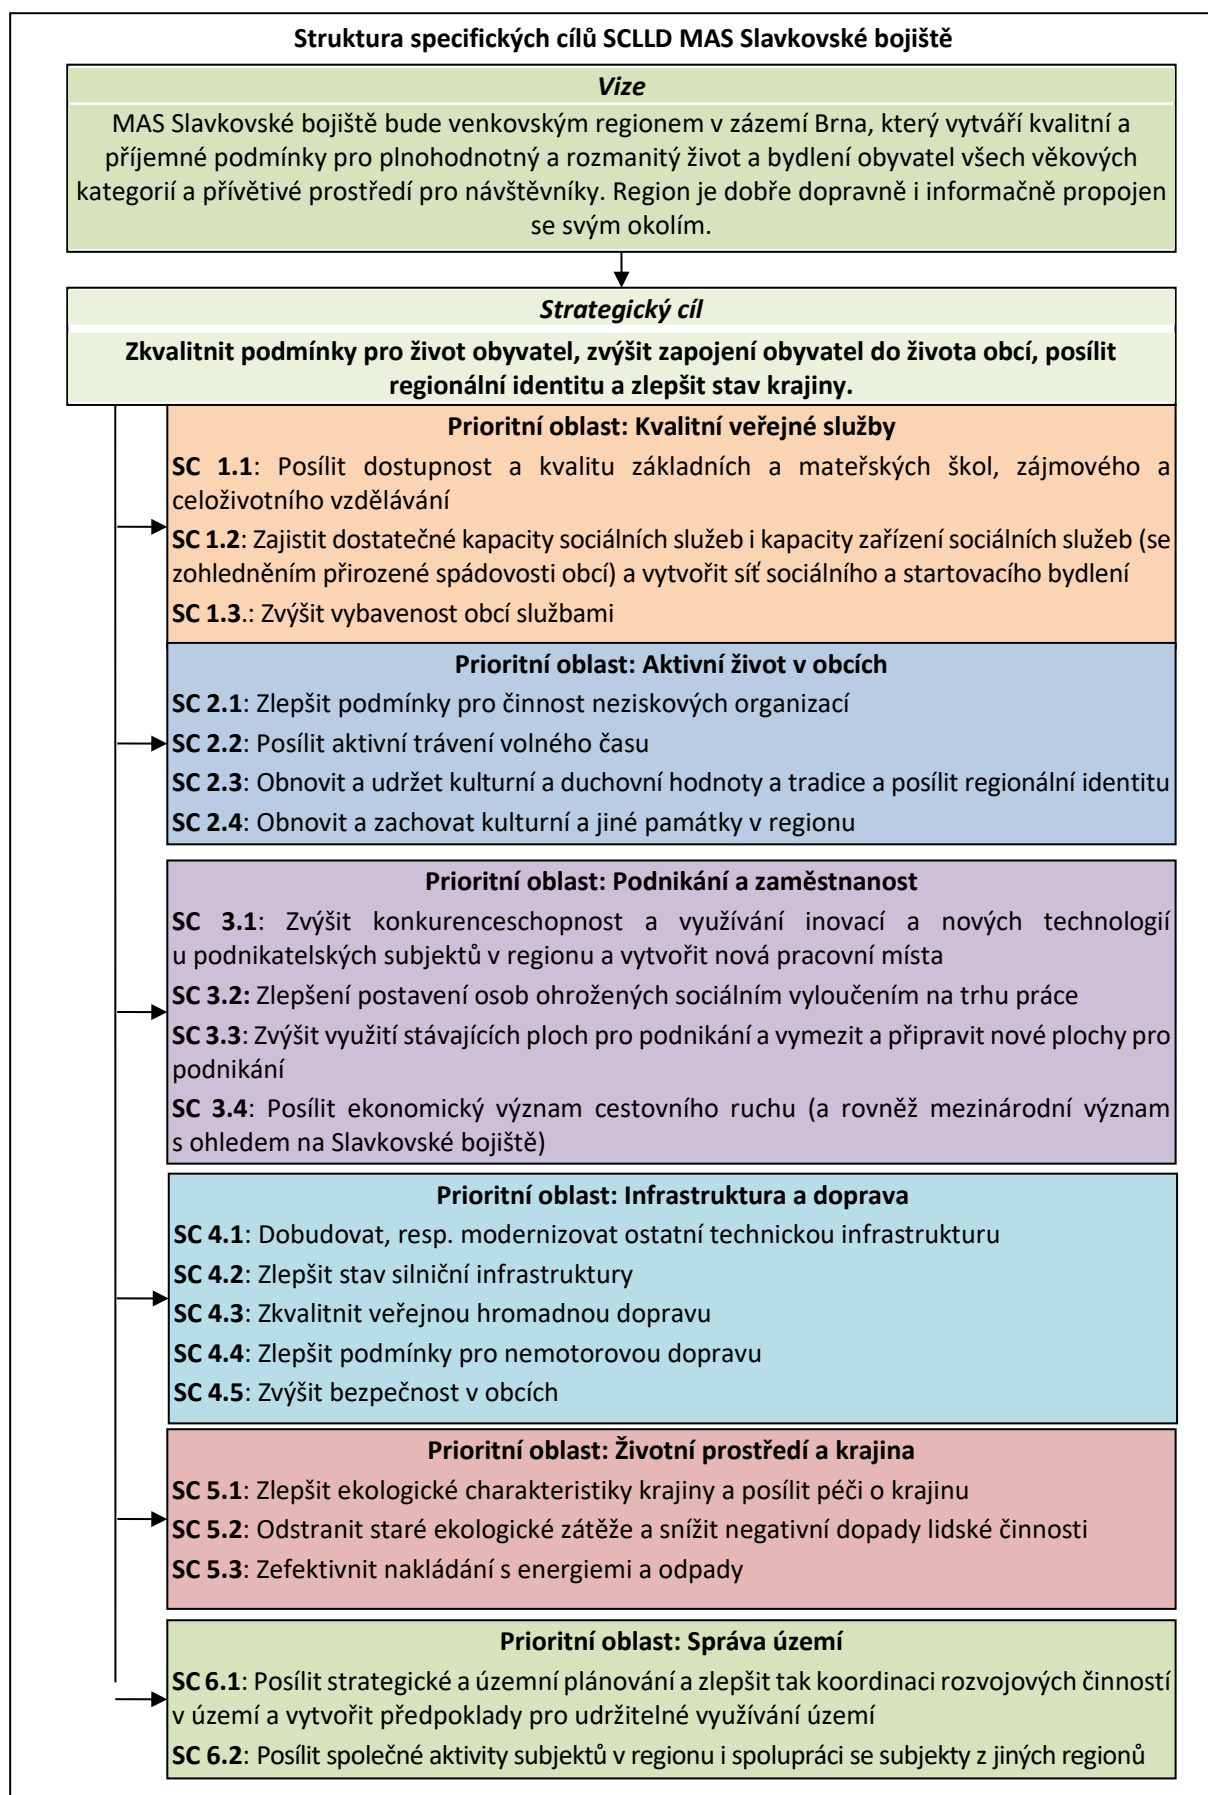 Struktura specifických cílů SCLLD MAS Slavkovské bojiště
Vize
MAS Slavkovské bojiště bude venkovským regionem v zázemí Brna, který vytváří kvalitní a
příjemné podmínky pro plnohodnotný a rozmanitý život a bydlení obyvatel všech věkových
kategorií a přívětivé prostředí pro návštěvníky. Region je dobře dopravně i informačně propojen
se svým okolím.
Strategický cíl
Zkvalitnit podmínky pro život obyvatel, zvýšit zapojení obyvatel do života obcí, posílit
regionální identitu a zlepšit stav krajiny.
Prioritní oblast: Kvalitní veřejné služby
SC 1.1: Posílit dostupnost a kvalitu základních a mateřských škol, zájmového a
celoživotního vzdělávání
SC 1.2: Zajistit dostatečné kapacity sociálních služeb i kapacity zařízení sociálních služeb (se
zohledněním přirozené spádovosti obcí) a vytvořit síť sociálního a startovacího bydlení
SC 1.3.: Zvýšit vybavenost obcí službami
Prioritní oblast: Aktivní život v obcích
SC 2.1: Zlepšit podmínky pro činnost neziskových organizací
SC 2.2: Posílit aktivní trávení volného času
SC 2.3: Obnovit a udržet kulturní a duchovní hodnoty a tradice a posílit regionální identitu
SC 2.4: Obnovit a zachovat kulturní a jiné památky v regionu
Prioritní oblast: Podnikání a zaměstnanost
SC 3.1: Zvýšit konkurenceschopnost a využívání inovací a nových technologií
u podnikatelských subjektů v regionu a vytvořit nová pracovní místa
SC 3.2: Zlepšení postavení osob ohrožených sociálním vyloučením na trhu práce
SC 3.3: Zvýšit využití stávajících ploch pro podnikání a vymezit a připravit nové plochy pro
podnikání
SC 3.4: Posílit ekonomický význam cestovního ruchu (a rovněž mezinárodní význam
s ohledem na Slavkovské bojiště)
Prioritní oblast: Infrastruktura a doprava
SC 4.1: Dobudovat, resp. modernizovat ostatní technickou infrastrukturu
SC 4.2: Zlepšit stav silniční infrastruktury
SC 4.3: Zkvalitnit veřejnou hromadnou dopravu
SC 4.4: Zlepšit podmínky pro nemotorovou dopravu
SC 4.5: Zvýšit bezpečnost v obcích
Prioritní oblast: Životní prostředí a krajina
SC 5.1: Zlepšit ekologické charakteristiky krajiny a posílit péči o krajinu
SC 5.2: Odstranit staré ekologické zátěže a snížit negativní dopady lidské činnosti
SC 5.3: Zefektivnit nakládání s energiemi a odpady
Prioritní oblast: Správa území
SC 6.1: Posílit strategické a územní plánování a zlepšit tak koordinaci rozvojových činností
v území a vytvořit předpoklady pro udržitelné využívání území
SC 6.2: Posílit společné aktivity subjektů v regionu i spolupráci se subjekty z jiných regionů